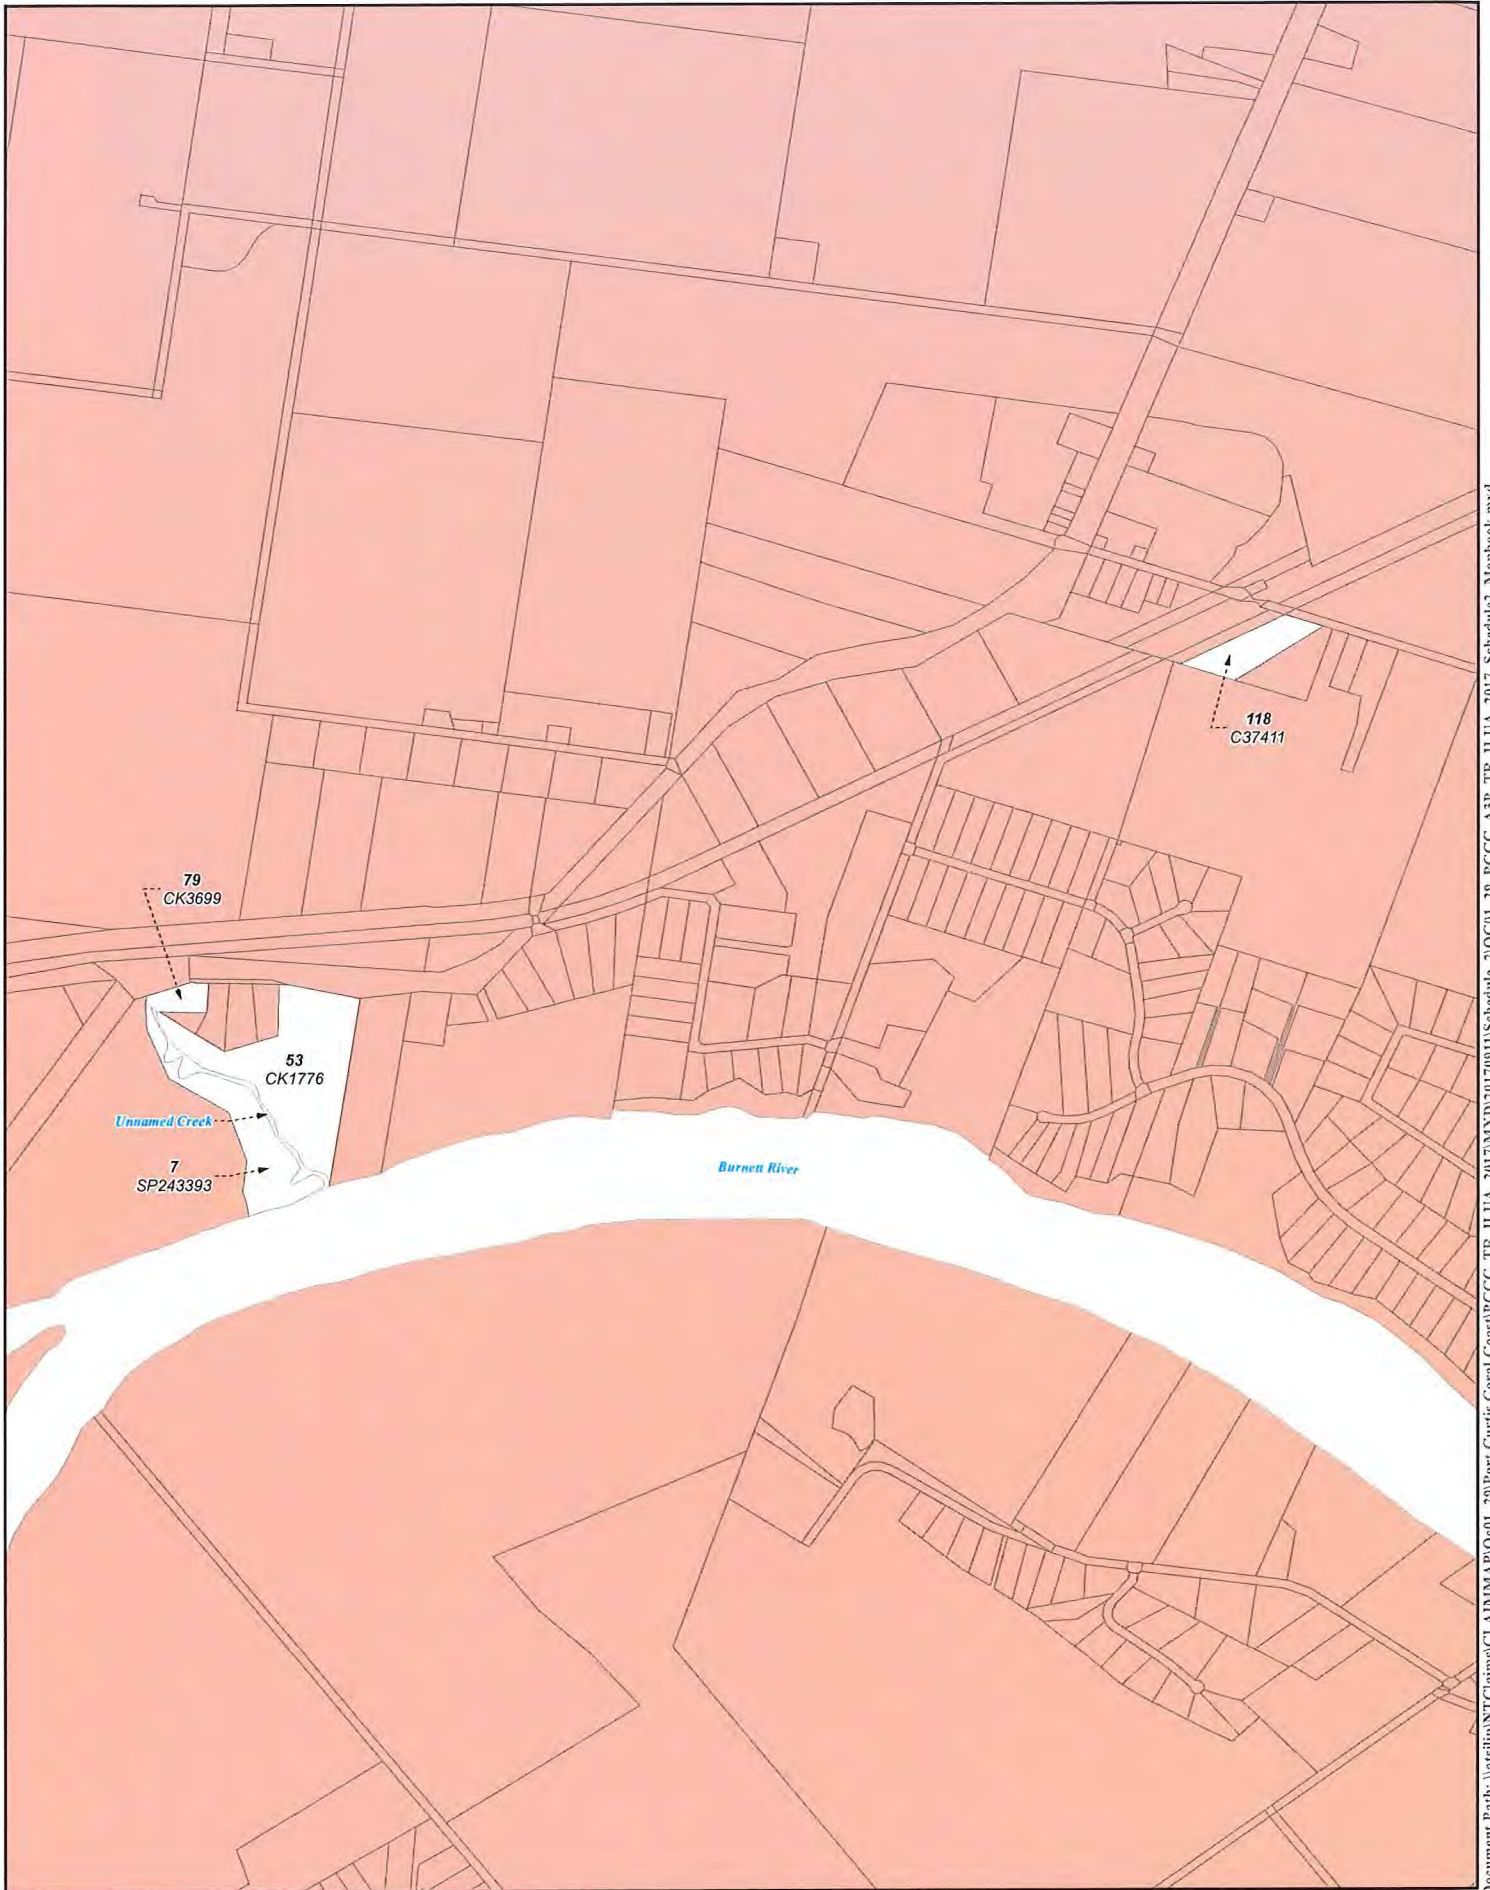 118
C37411
79
CK3699
53
CK1776
Unnamed Creek
7
SP243393
Burnett River